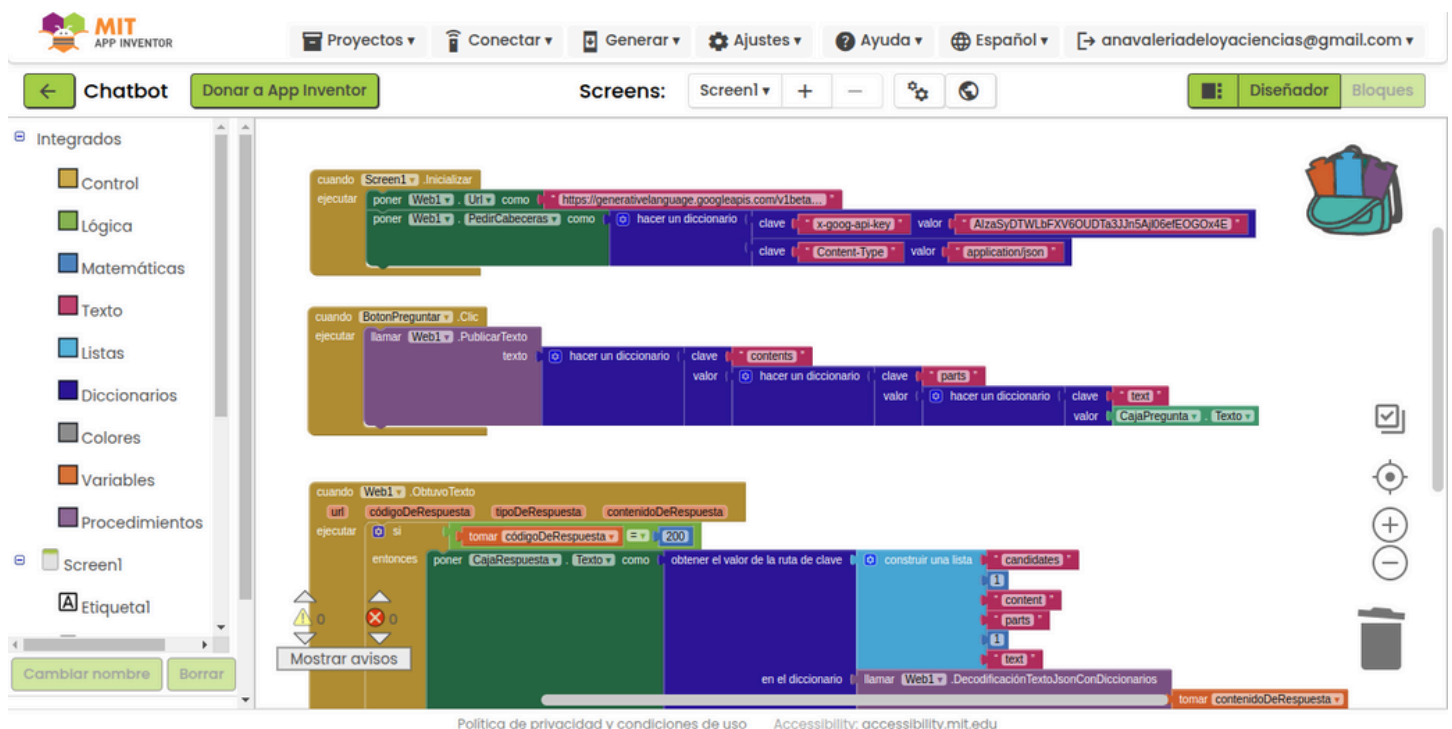 MIT
APP INVENTOR
Proyectos
Conectar
Generar
Ajustes
Ayuda
Español
anavaleriadeloyaciencias@gmail.com
Chatbot
Donar a App Inventor
Screens:
Screen1
Diseñador
Bloques
Integrados
Control
Lógica
Matemáticas
Texto
Listas
Diccionarios
Colores
Variables
Procedimientos
Screen1
Etiqueta1
Cambiar nombre
Borrar
cuando Screen1 .Inicializar
ejecutar poner Web1 . Url como " https://generativelanguage.googleapis.com/v1beta... "
poner Web1 . PedirCabeceras como hacer un diccionario clave " x-goog-api-key " valor " AIzaSyDTWLbFXV6OUDTa3JJn5Ajl06efEOGOx4E "
clave " Content-Type " valor " application/json "
cuando BotonPreguntar .Clic
ejecutar llamar Web1 .PublicarTexto
texto hacer un diccionario clave " contents "
valor hacer un diccionario clave " parts "
valor hacer un diccionario clave " text "
valor CajaPregunta . Texto
cuando Web1 .ObtuvoTexto
url códigoDeRespuesta tipoDeRespuesta contenidoDeRespuesta
ejecutar si tomar códigoDeRespuesta = 200
entonces poner CajaRespuesta . Texto como obtener el valor de la ruta de clave construir una lista " candidates "
1
" content "
" parts "
1
" text "
en el diccionario llamar Web1 .DecodificaciónTextoJsonConDiccionarios
tomar contenidoDeRespuesta
0
0
Mostrar avisos
Política de privacidad y condiciones de uso
Accessibility: accessibility.mit.edu